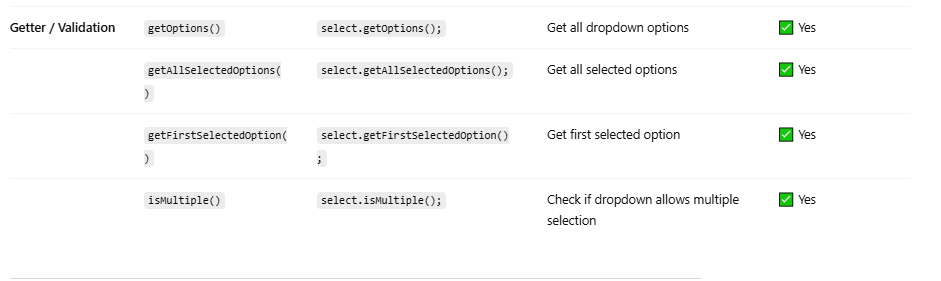 Getter / Validation getOptions() select.getOptions(); Get all dropdown options ✅ Yes
getAllSelectedOptions( select.getAllSelectedOptions(); Get all selected options ✅ Yes
)
getFirstSelectedOption( select.getFirstSelectedOption() Get first selected option ✅ Yes
) ;
isMultiple() select.isMultiple(); Check if dropdown allows multiple ✅ Yes
selection